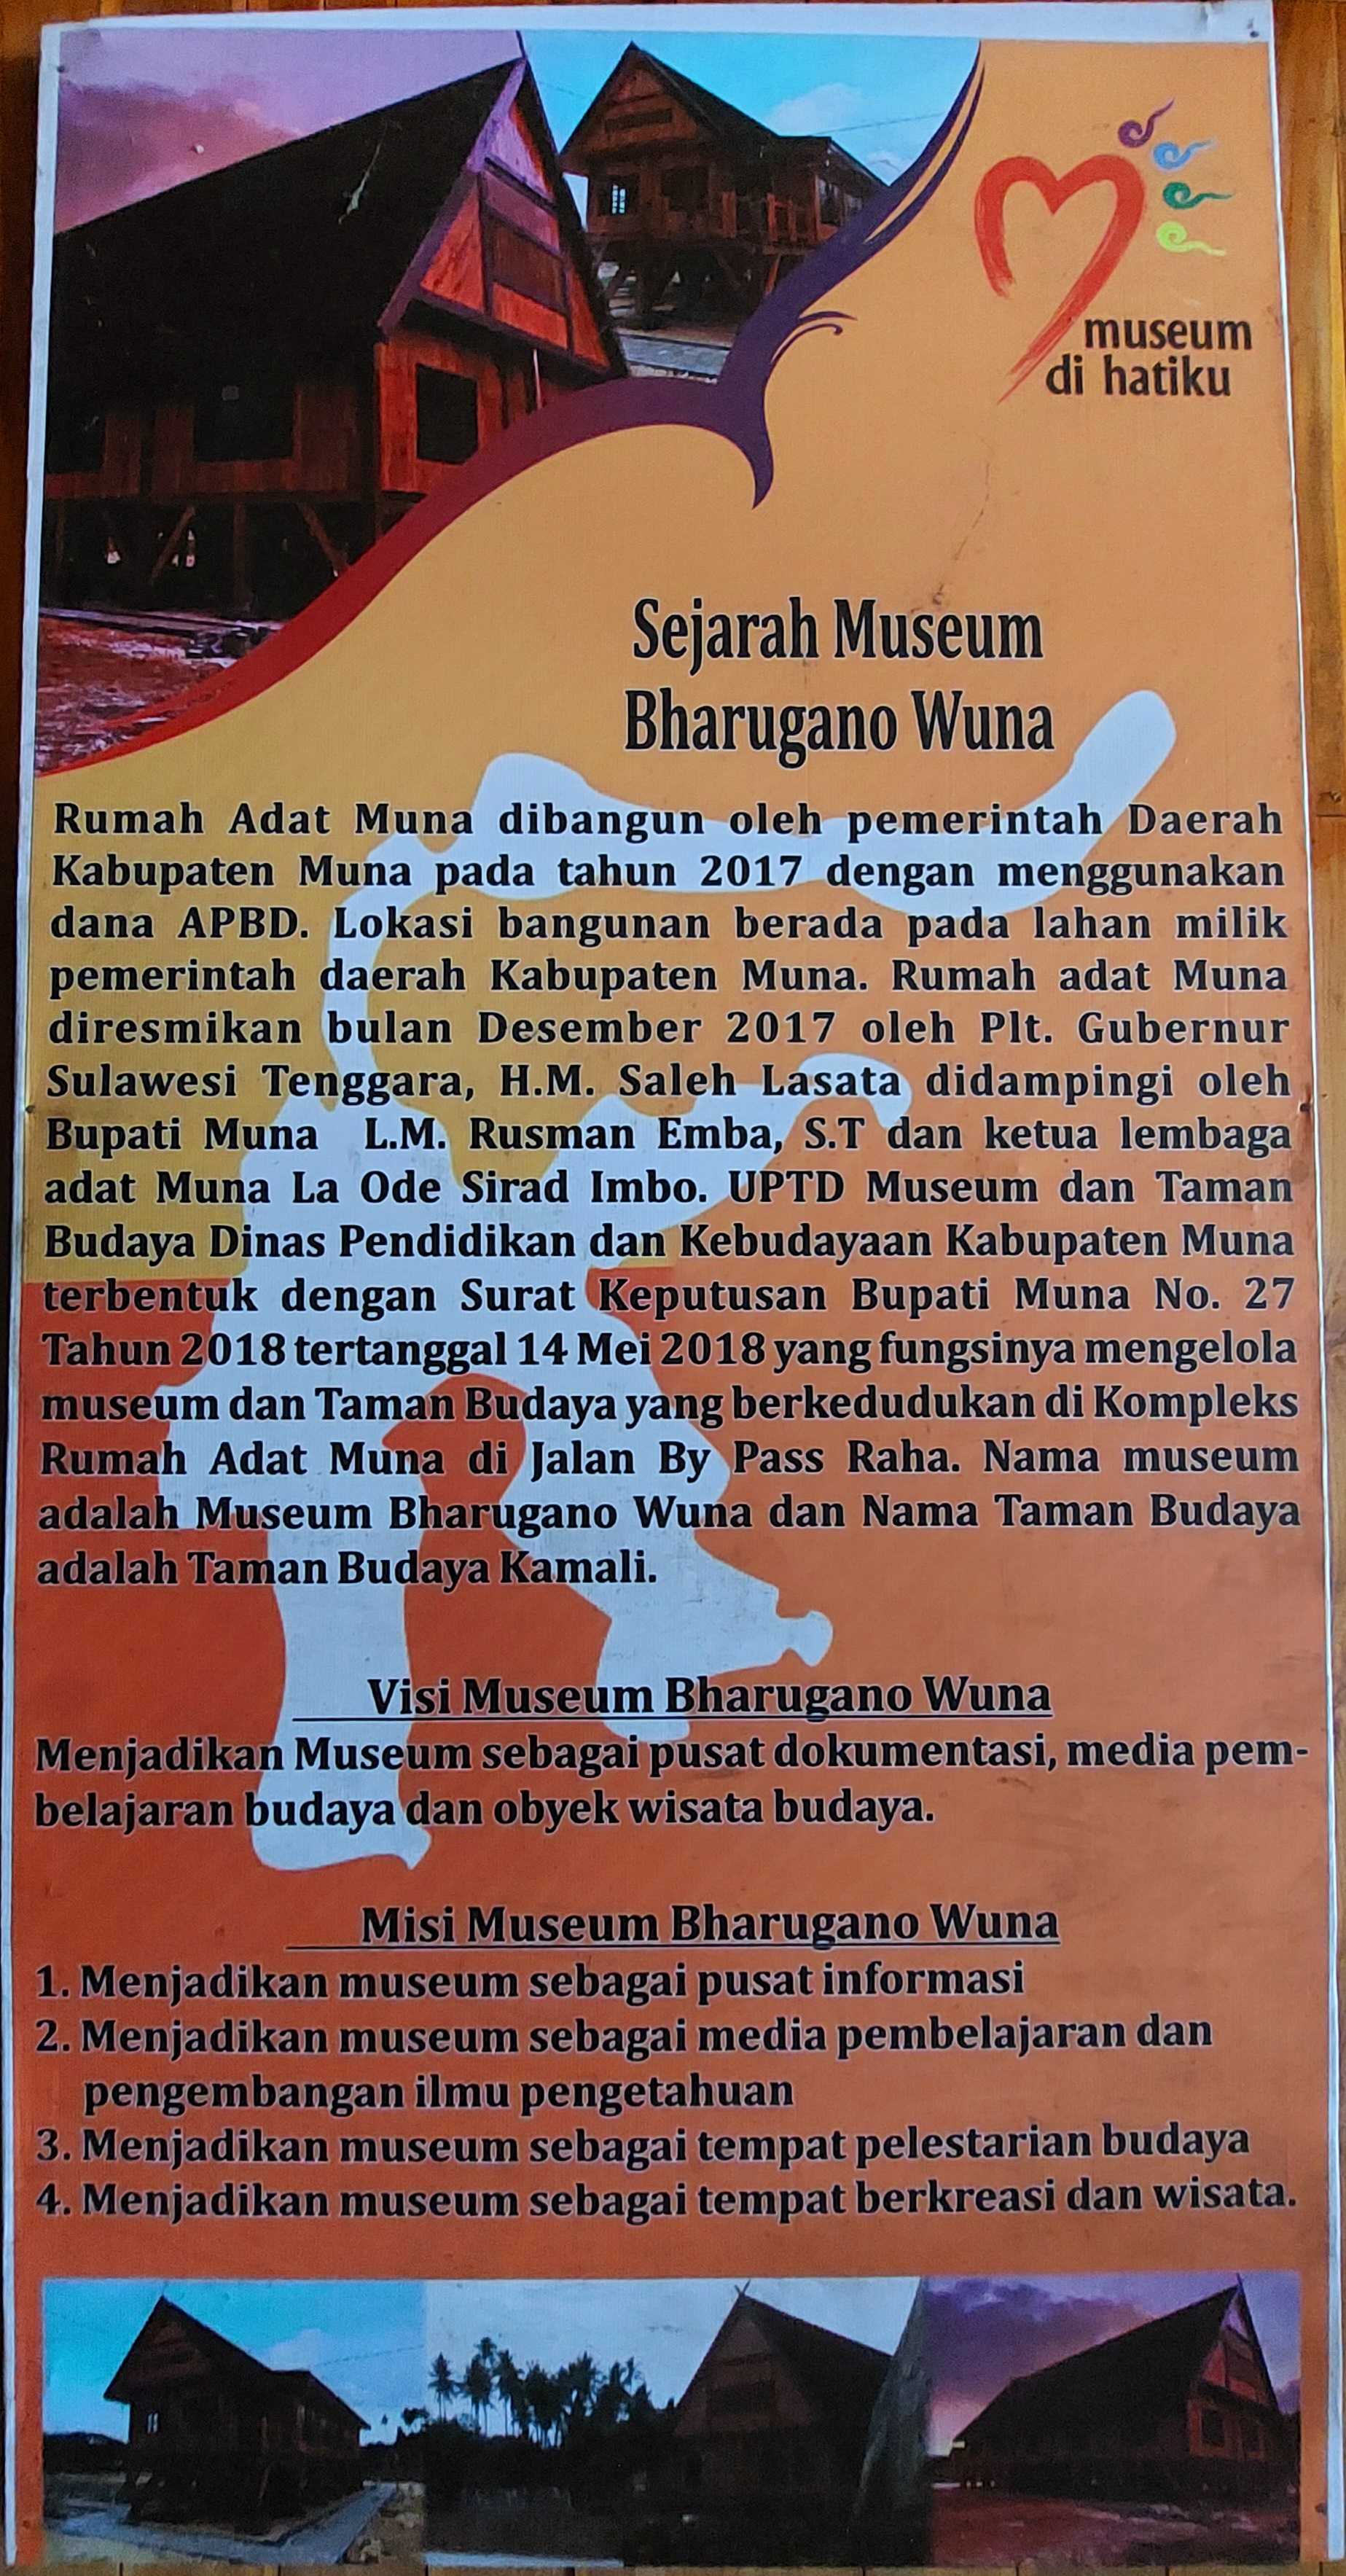 museum
di hatiku
Sejarah Museum
Bharugano Wuna
Rumah Adat Muna dibangun oleh pemerintah Daerah
Kabupaten Muna pada tahun 2017 dengan menggunakan
dana APBD. Lokasi bangunan berada pada lahan milik
pemerintah daerah Kabupaten Muna. Rumah adat Muna
diresmikan bulan Desember 2017 oleh Plt. Gubernur
Sulawesi Tenggara, H.M. Saleh Lasata didampingi oleh
Bupati Muna L.M. Rusman Emba, S.T dan ketua lembaga
adat Muna La Ode Sirad Imbo. UPTD Museum dan Taman
Budaya Dinas Pendidikan dan Kebudayaan Kabupaten Muna
terbentuk dengan Surat Keputusan Bupati Muna No. 27
Tahun 2018 tertanggal 14 Mei 2018 yang fungsinya mengelola
museum dan Taman Budaya yang berkedudukan di Kompleks
Rumah Adat Muna di Jalan By Pass Raha. Nama museum
adalah Museum Bharugano Wuna dan Nama Taman Budaya
adalah Taman Budaya Kamali.
Visi Museum Bharugano Wuna
Menjadikan Museum sebagai pusat dokumentasi, media pem-
belajaran budaya dan obyek wisata budaya.
Misi Museum Bharugano Wuna
1. Menjadikan museum sebagai pusat informasi
2. Menjadikan museum sebagai media pembelajaran dan
pengembangan ilmu pengetahuan
3. Menjadikan museum sebagai tempat pelestarian budaya
4. Menjadikan museum sebagai tempat berkreasi dan wisata.